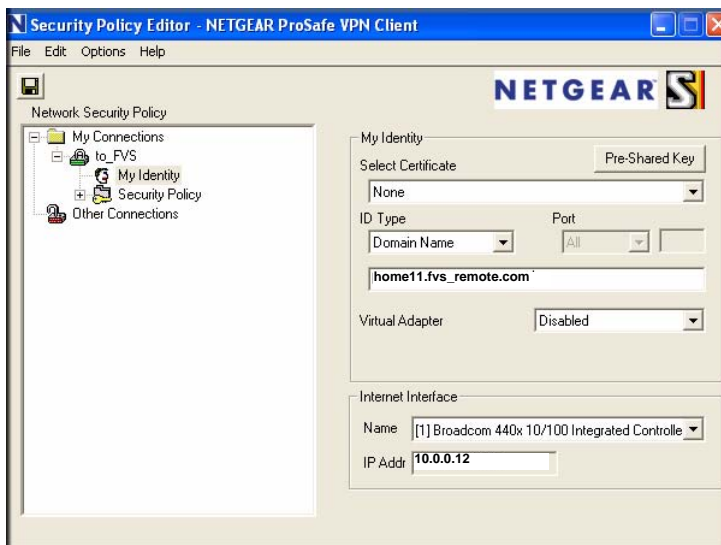 N Security Policy Editor - NETGEAR ProSafe VPN Client
File Edit Options Help
NETGEAR S
Network Security Policy
My Connections
to_FVS
My Identity
Security Policy
Other Connections
My Identity
Select Certificate
Pre-Shared Key
None
ID Type
Port
Domain Name
All
home11.fvs_remote.com
Virtual Adapter
Disabled
Internet Interface
Name
[1] Broadcom 440x 10/100 Integrated Controlle
IP Addr
10.0.0.12